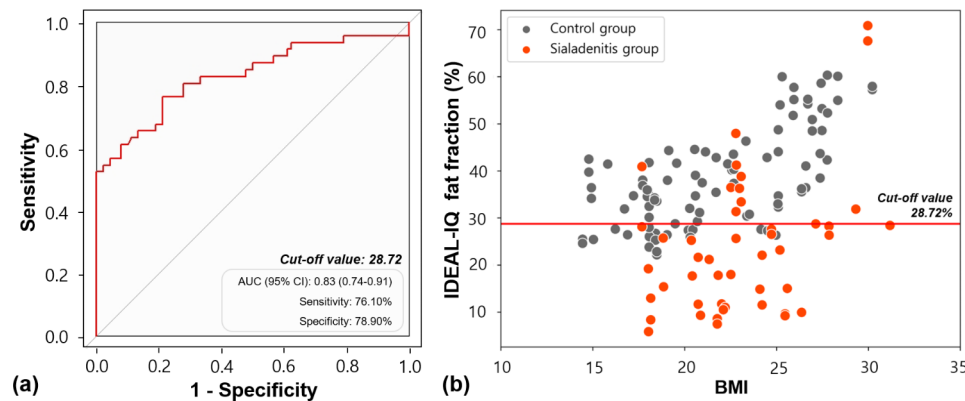 1.0
0.8
0.6
0.4
0.2
0.0
Sensitivity
Cut-off value: 28.72
AUC (95% CI): 0.83 (0.74-0.91)
Sensitivity: 76.10%
Specificity: 78.90%
0.0 0.2 0.4 0.6 0.8 1.0
1 - Specificity
(a)
70
60
50
40
30
20
10
IDEAL-IQ fat fraction (%)
Control group
Sialadenitis group
Cut-off value
28.72%
10 15 20 25 30 35
BMI
(b)